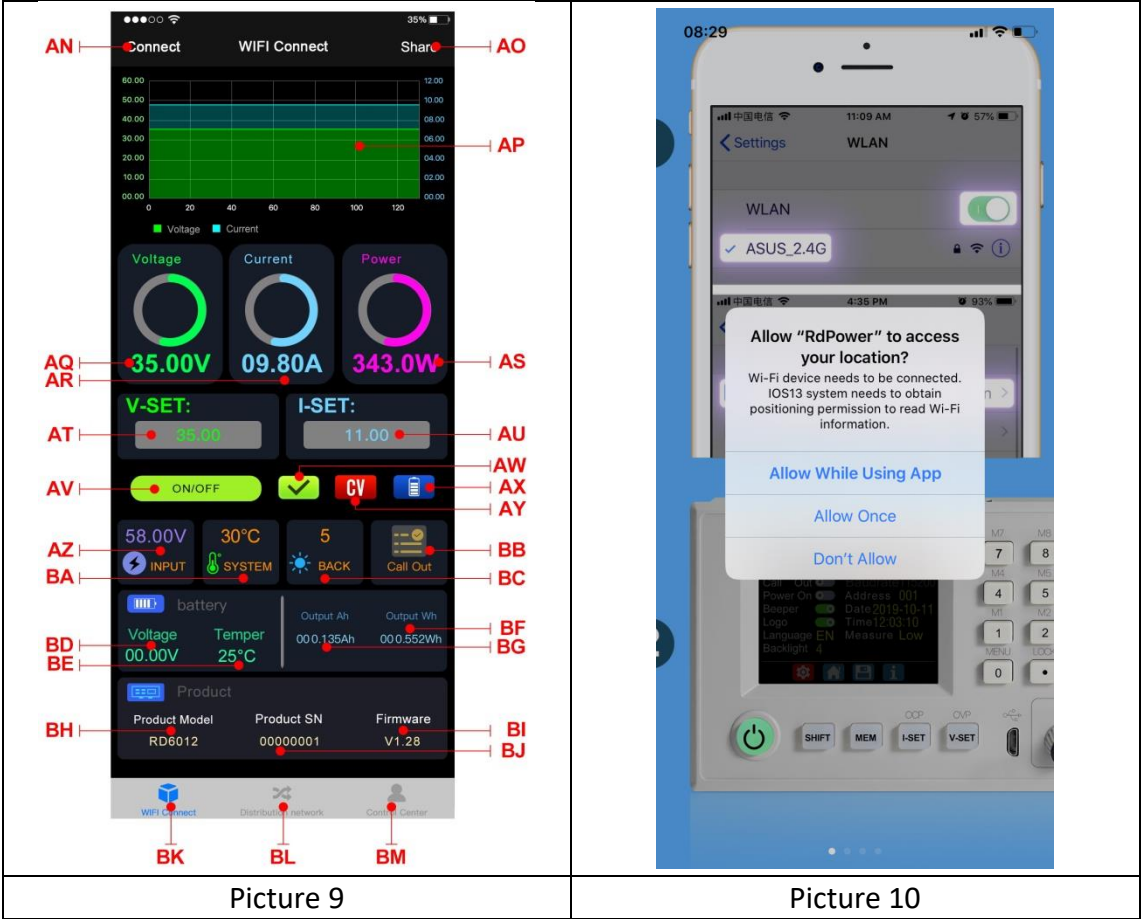 35%
AN Connect WIFI Connect Share AO
60.00 12.00
50.00 10.00
40.00 08.00
30.00 06.00 AP
20.00 04.00
10.00 02.00
00.00 00.00
0 20 40 60 80 100 120
Voltage Current
Voltage Current Power
AQ 35.00V 09.80A 343.0W AS
AR
V-SET: I-SET:
AT 35.00 11.00 AU
AW
AV ON/OFF CV AX
AY
58.00V 30°C 5
AZ INPUT SYSTEM BACK Call Out BB
BA BC
battery
Output Ah Output Wh BF
BD Voltage Temper 000.135Ah 000.552Wh BG
BE 00.00V 25°C
Product
Product Model Product SN Firmware
BH RD6012 00000001 V1.28 BI
BJ
WIFI Connect Distribution network Control Center
BK BL BM
Picture 9
08:29
中国电信 11:09 AM 57%
Settings WLAN
WLAN
ASUS_2.4G
中国电信 4:35 PM 93%
Allow “RdPower” to access
your location?
Wi-Fi device needs to be connected.
IOS13 system needs to obtain
positioning permission to read Wi-Fi
information.
Allow While Using App
Allow Once
Don’t Allow
Call Out
Power On Address 001
Beeper Date 2019-10-11
Logo Time 12:03:10
Language EN Measure Low
Backlight 4
M7 M8
7 8
M4 M5
4 5
M1 M2
1 2
MENU LOCK
0 •
OCP OVP
SHIFT MEM I-SET V-SET
Picture 10